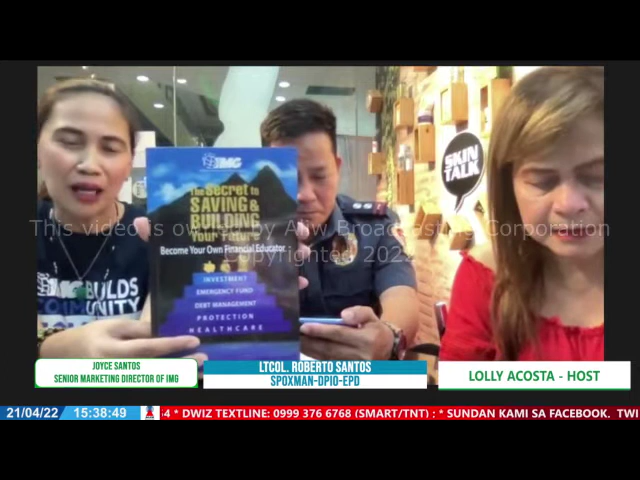 IMG
The Secret to
SAVING &
BUILDING
Your Future
Become Your Own Financial Educator
INVESTMENT
EMERGENCY FUND
DEBT MANAGEMENT
PROTECTION
HEALTHCARE
SKIN
TALK
BUILDS
This video is owned by Aliw Broadcasting Corporation
Copyrighted 2022
JOYCE SANTOS
SENIOR MARKETING DIRECTOR OF IMG
LTCOL. ROBERTO SANTOS
SPOXMAN-DPIO-EPD
LOLLY ACOSTA - HOST
21/04/22 15:38:49 * DWIZ TEXTLINE: 0999 376 6768 (SMART/TNT) ; * SUNDAN KAMI SA FACEBOOK.